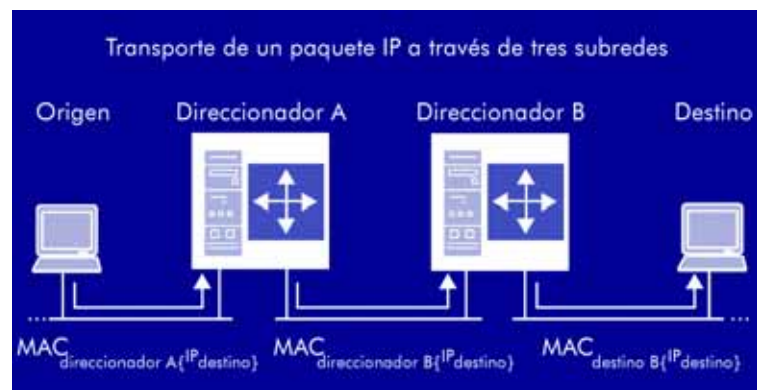 Transporte de un paquete IP a través de tres subredes
Origen Direccionador A Direccionador B Destino
MACdireccionador A{IPdestino} MACdireccionador B{IPdestino} MACdestino B{IPdestino}